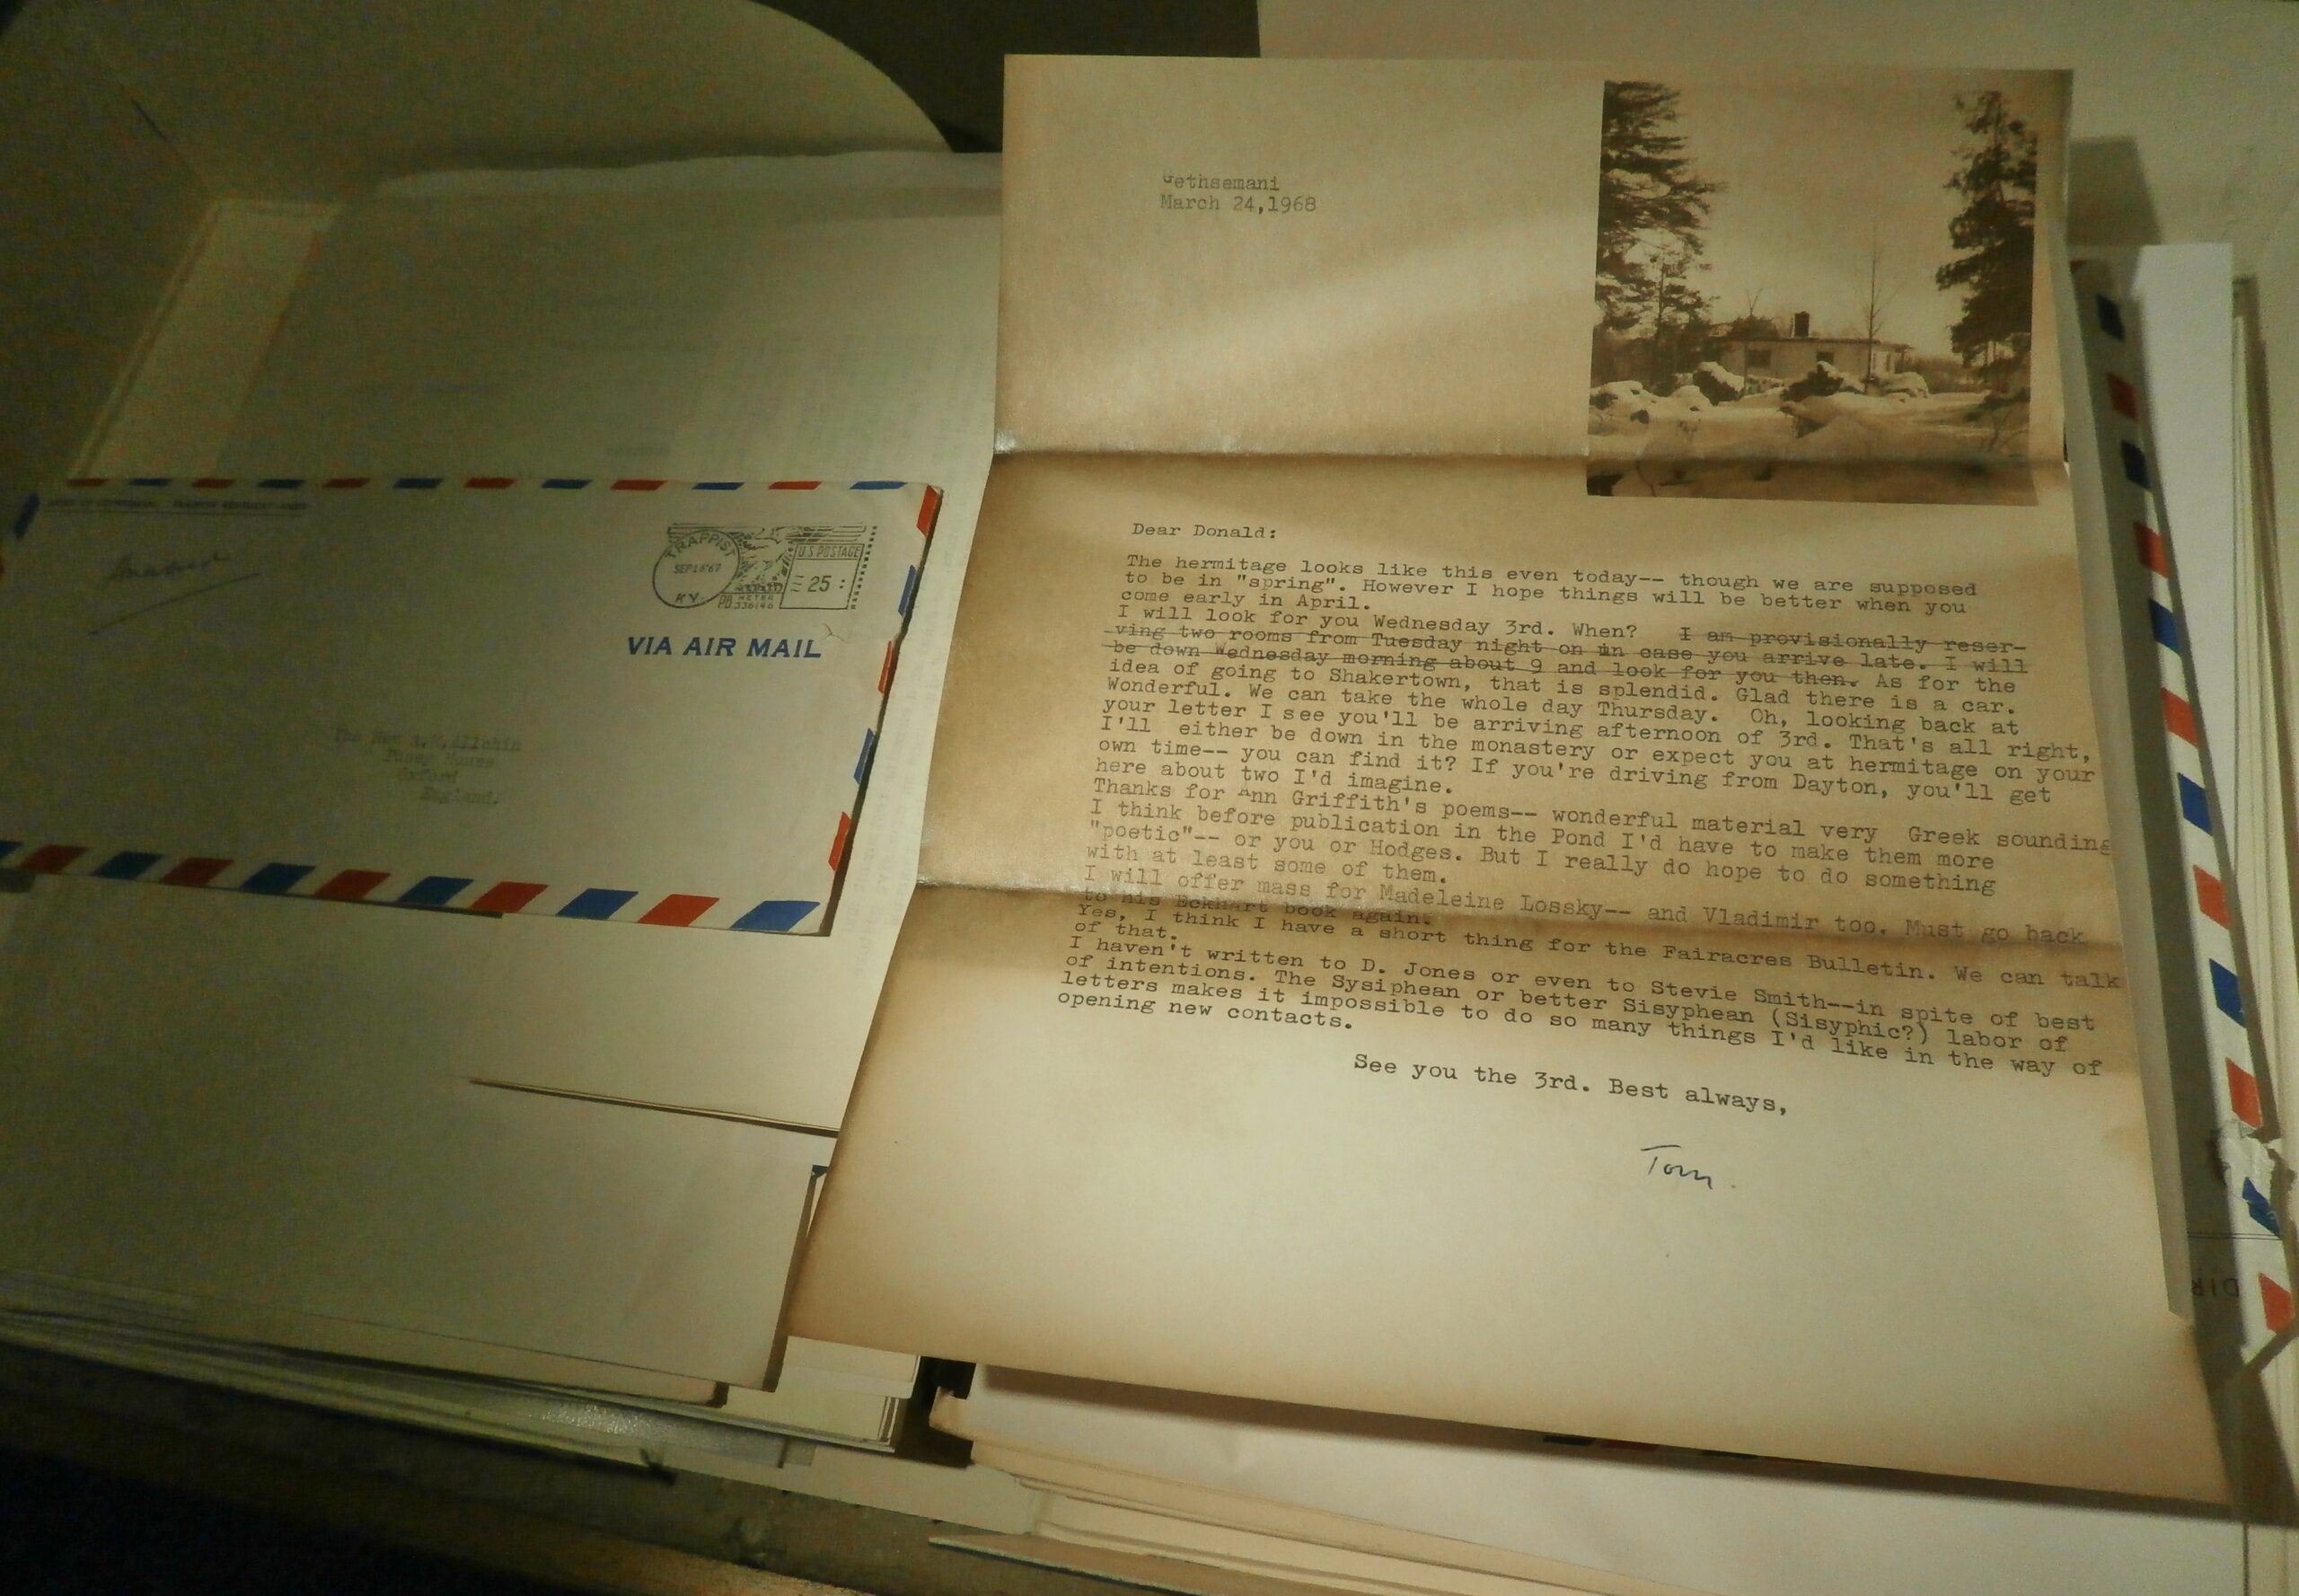 TRAPPIST
SEP 18 '67
KY.
U.S. POSTAGE
25
PB METER
336148
VIA AIR MAIL
The Rev A.M.Allchin
Pusey House
Oxford
England.
Gethsemani
March 24,1968
Dear Donald:
The hermitage looks like this even today-- though we are supposed
to be in "spring". However I hope things will be better when you
come early in April.
I will look for you Wednesday 3rd. When? I am provisionally reser-
ving two rooms from Tuesday night on in case you arrive late. I will
be down Wednesday morning about 9 and look for you then. As for the
idea of going to Shakertown, that is splendid. Glad there is a car.
Wonderful. We can take the whole day Thursday. Oh, looking back at
your letter I see you'll be arriving afternoon of 3rd. That's all right,
I'll either be down in the monastery or expect you at hermitage on your
own time-- you can find it? If you're driving from Dayton, you'll get
here about two I'd imagine.
Thanks for Ann Griffith's poems-- wonderful material very Greek sounding
I think before publication in the Pond I'd have to make them more
"poetic"-- or you or Hodges. But I really do hope to do something
with at least some of them.
I will offer mass for Madeleine Lossky-- and Vladimir too. Must go back
to his Eckhart book again.
Yes, I think I have a short thing for the Fairacres Bulletin. We can talk
of that.
I haven't written to D. Jones or even to Stevie Smith--in spite of best
of intentions. The Sysiphean or better Sisyphean (Sisyphic?) labor of
letters makes it impossible to do so many things I'd like in the way of
opening new contacts.
See you the 3rd. Best always,
Tom
DIR